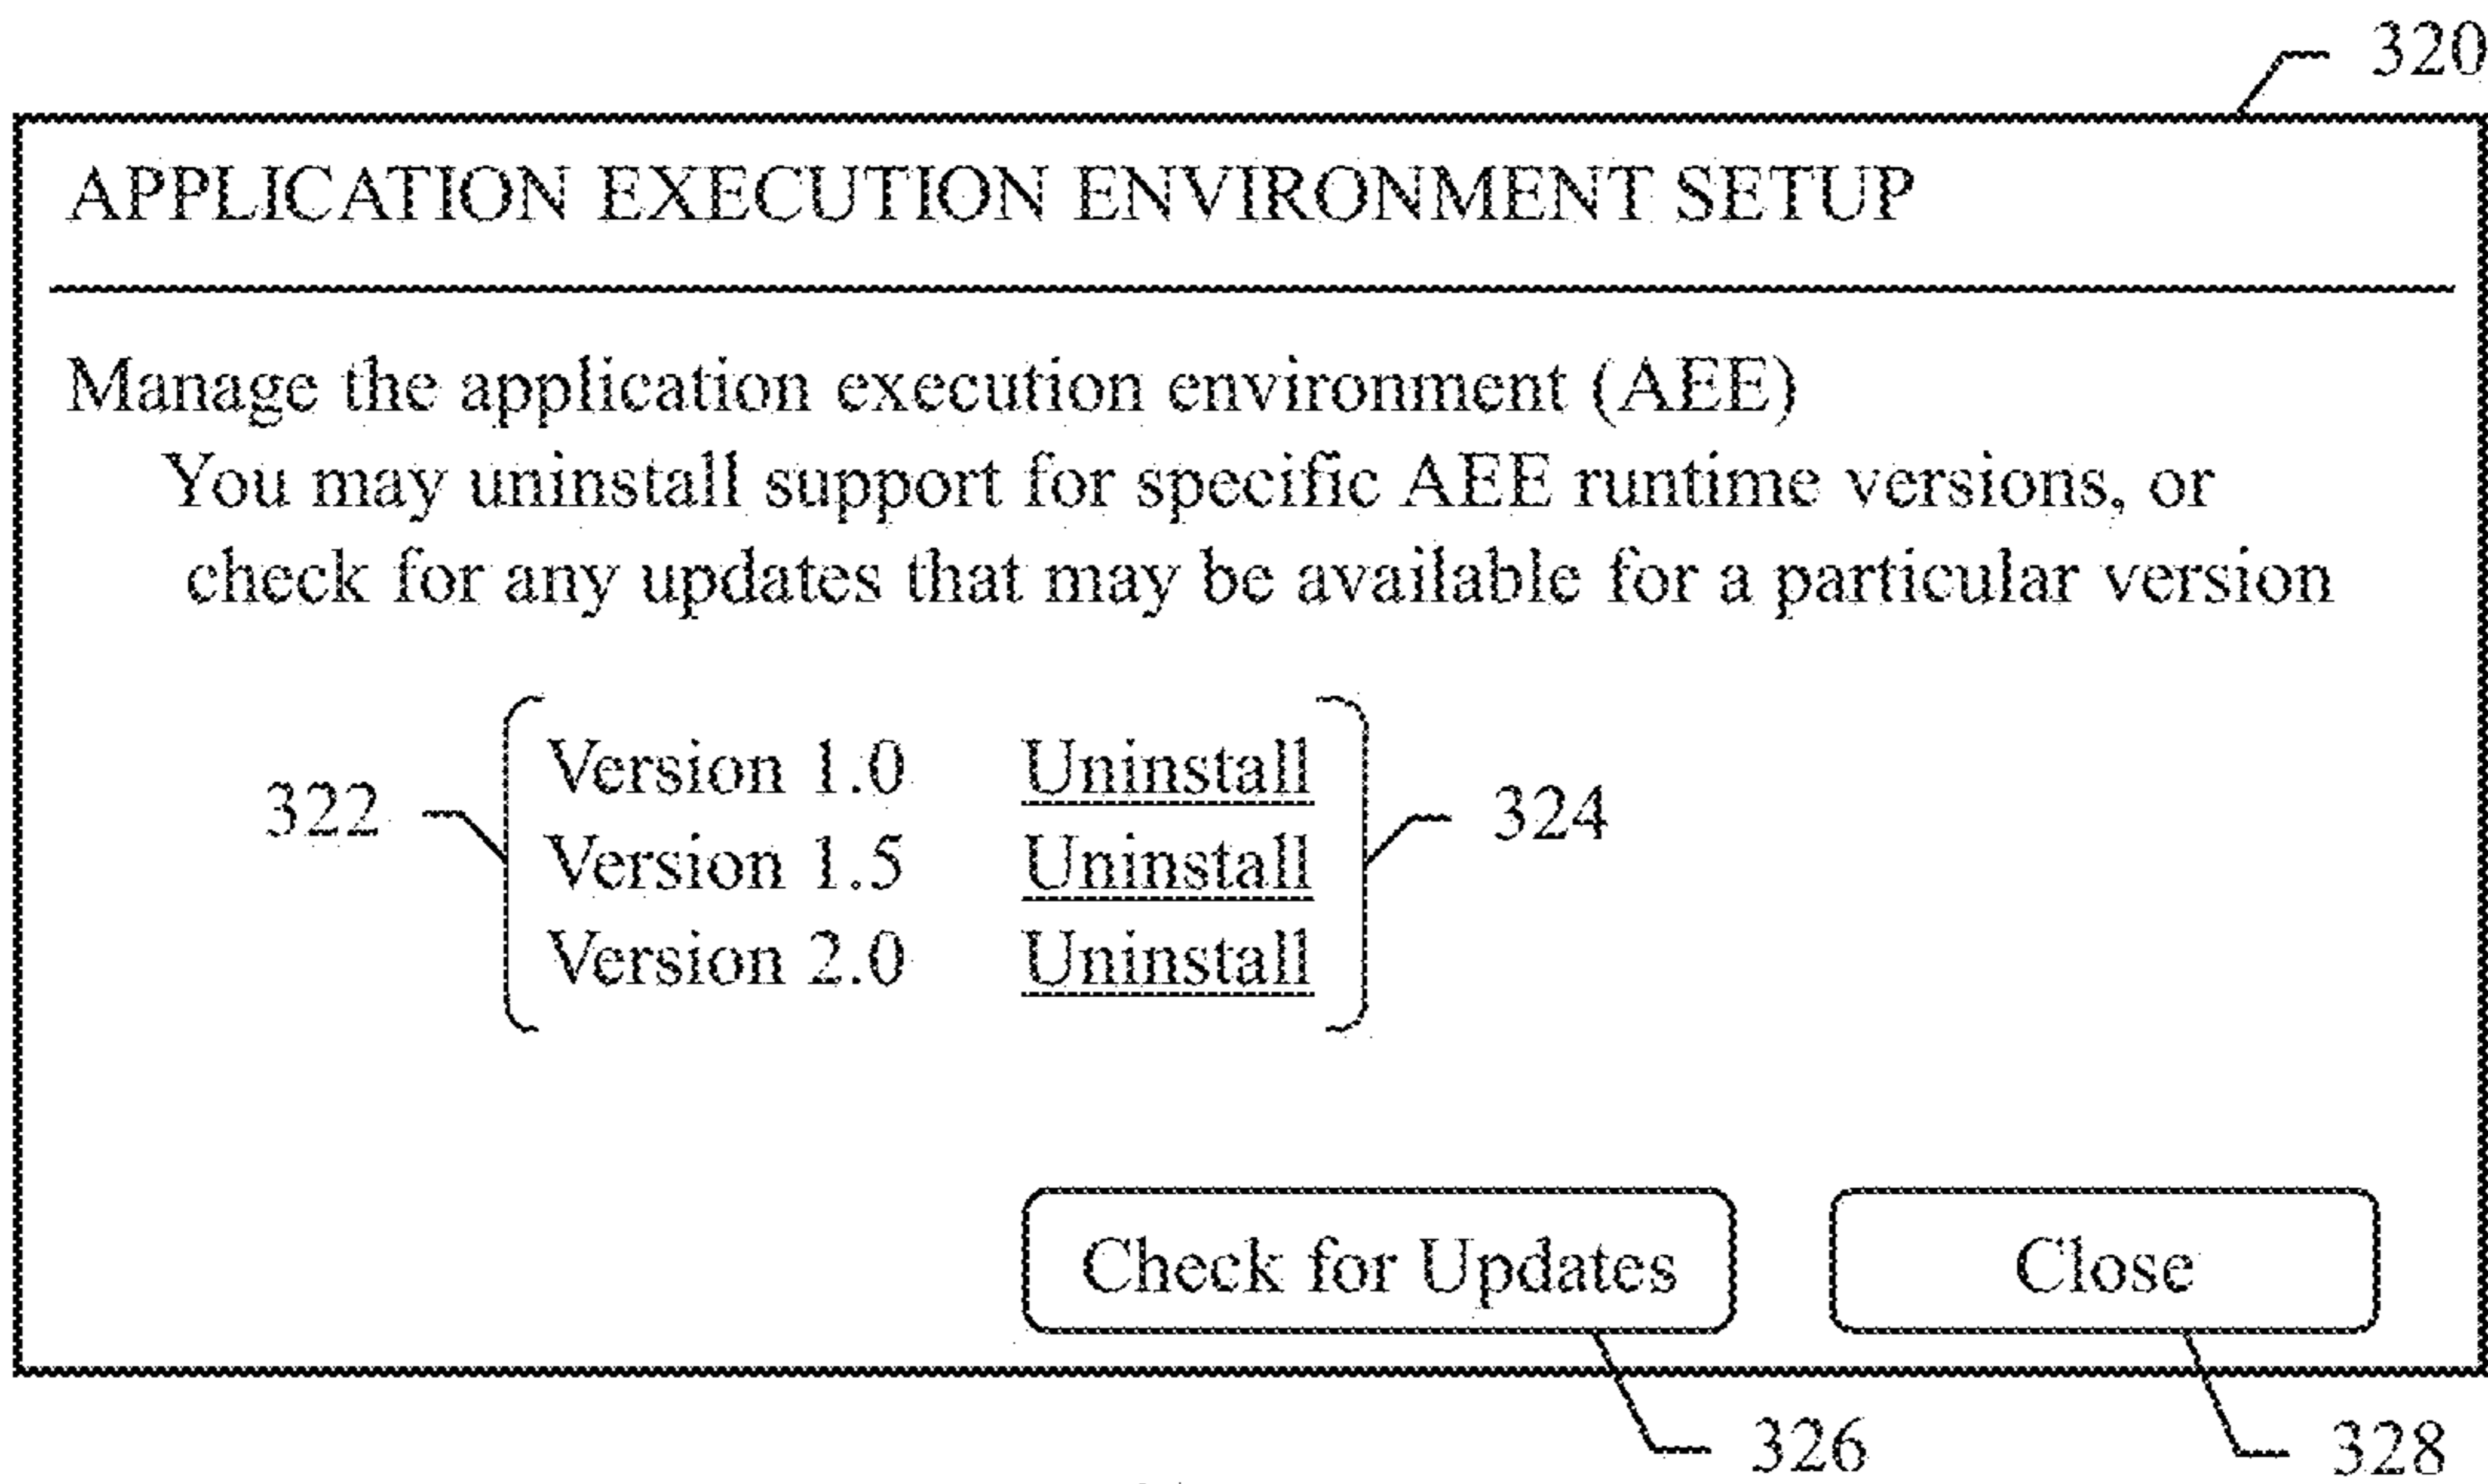 320
APPLICATION EXECUTION ENVIRONMENT SETUP
Manage the application execution environment (AEE)
You may uninstall support for specific AEE runtime versions, or
check for any updates that may be available for a particular version
Version 1.0 Uninstall
322 324
Version 1.5 Uninstall
Version 2.0 Uninstall
Check for Updates Close
326 328